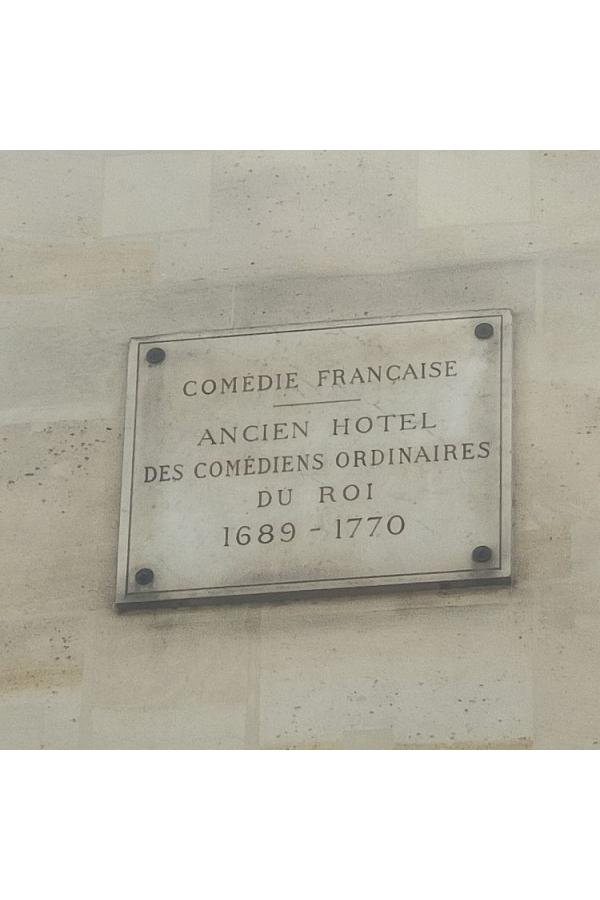 COMÉDIE FRANÇAISE
ANCIEN HOTEL
DES COMÉDIENS ORDINAIRES
DU ROI
1689 - 1770